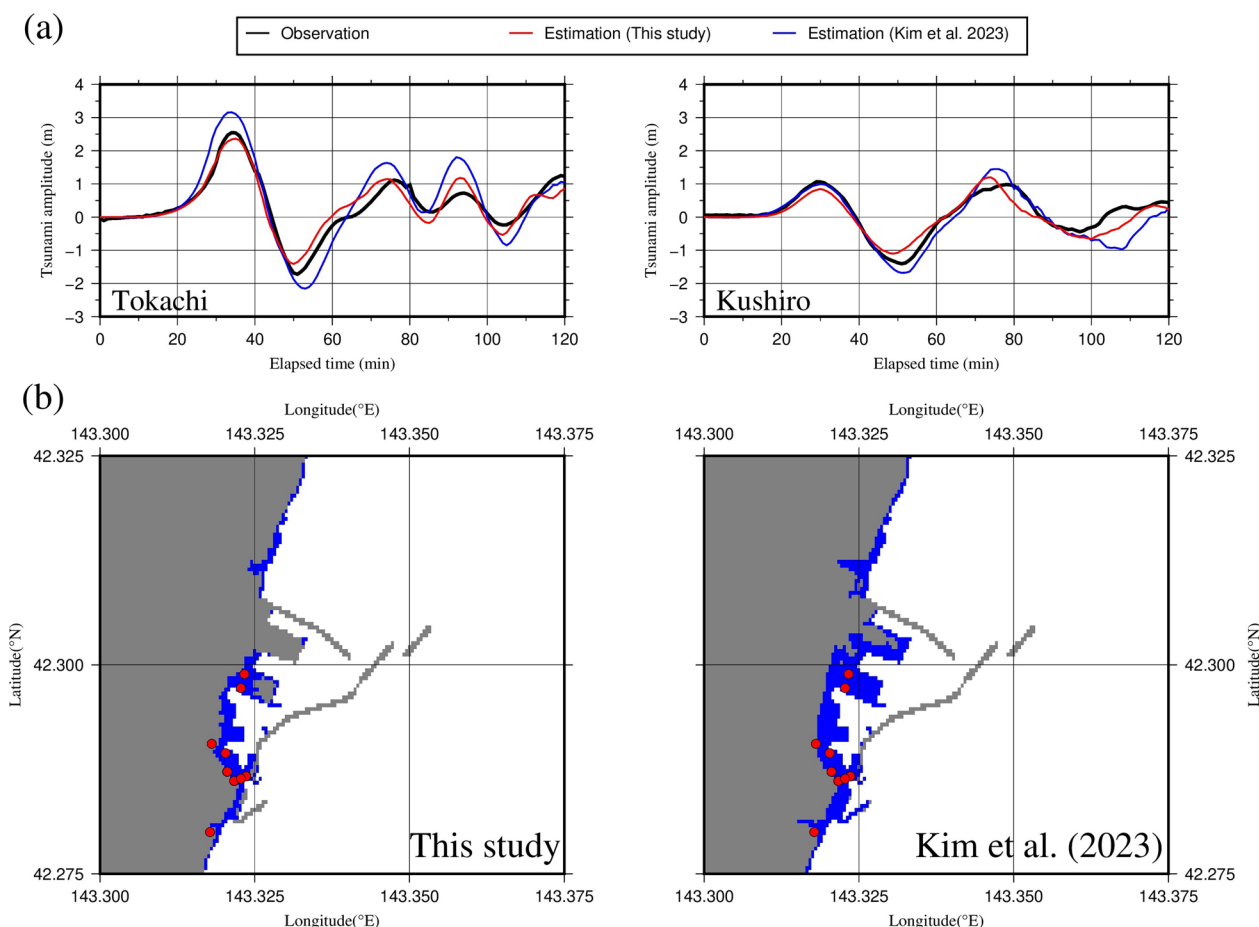 (a)
Observation
Estimation (This study)
Estimation (Kim et al. 2023)
4
3
2
1
0
−1
−2
−3
Tsunami amplitude (m)
Tokachi
0 20 40 60 80 100 120
Elapsed time (min)
4
3
2
1
0
−1
−2
−3
Tsunami amplitude (m)
Kushiro
0 20 40 60 80 100 120
Elapsed time (min)
(b)
Longitude(°E)
143.300 143.325 143.350 143.375
42.325
42.300
42.275
Latitude(°N)
This study
143.300 143.325 143.350 143.375
Longitude(°E)
Longitude(°E)
143.300 143.325 143.350 143.375
42.325
42.300
42.275
Latitude(°N)
Kim et al. (2023)
143.300 143.325 143.350 143.375
Longitude(°E)